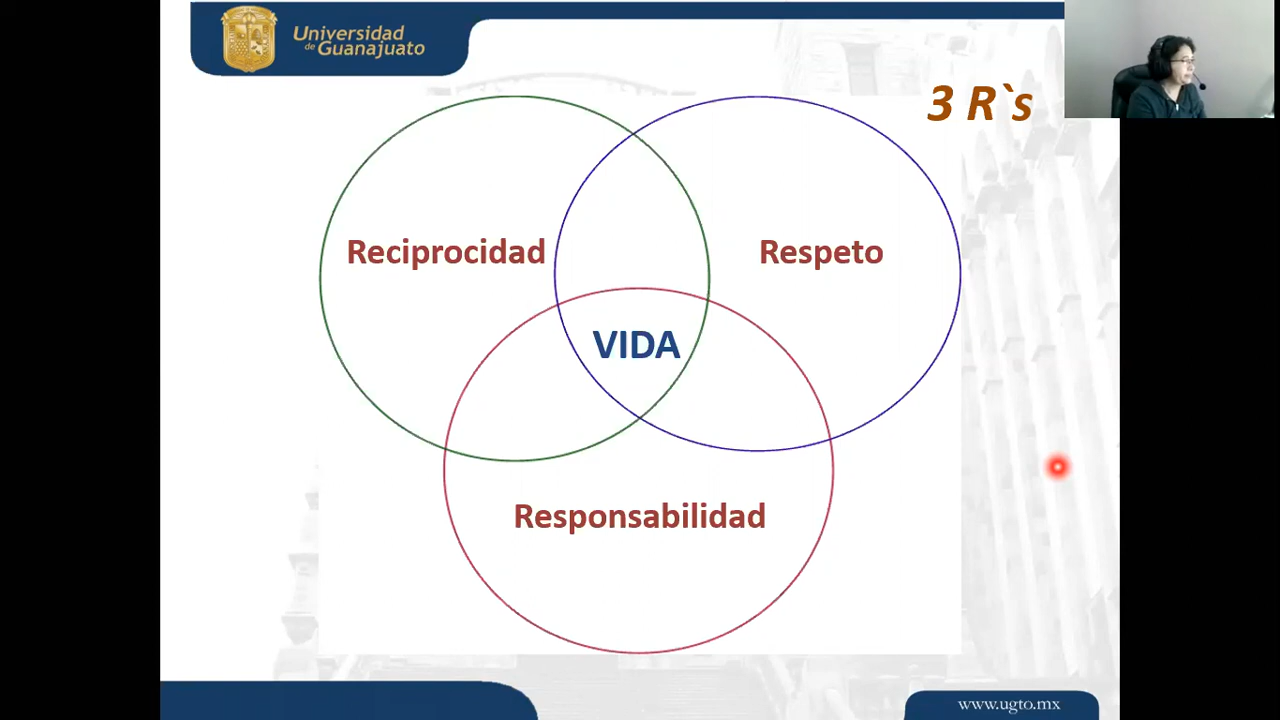 Universidad
de Guanajuato
3 R`s
Reciprocidad
Respeto
VIDA
Responsabilidad
www.ugto.mx